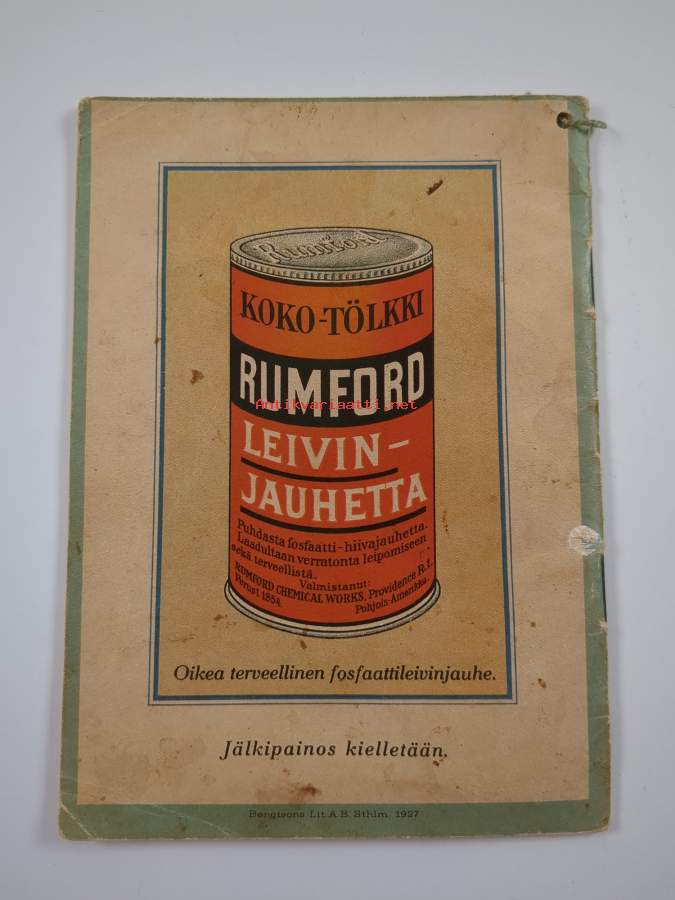 Rumford
KOKO-TÖLKKI
RUMFORD
Antikvariaatti.net
LEIVIN-
JAUHETTA
Puhdasta fosfaatti-hiivajauhetta.
Laadultaan verratonta leipomiseen
sekä terveellistä.
Valmistanut:
RUMFORD CHEMICAL WORKS, Providence R.I.
Perust 1854. Pohjois-Amerikka.
Oikea terveellinen fosfaattileivinjauhe.
Jälkipainos kielletään.
Bengtsons Lit. A.B. Sthlm. 1927